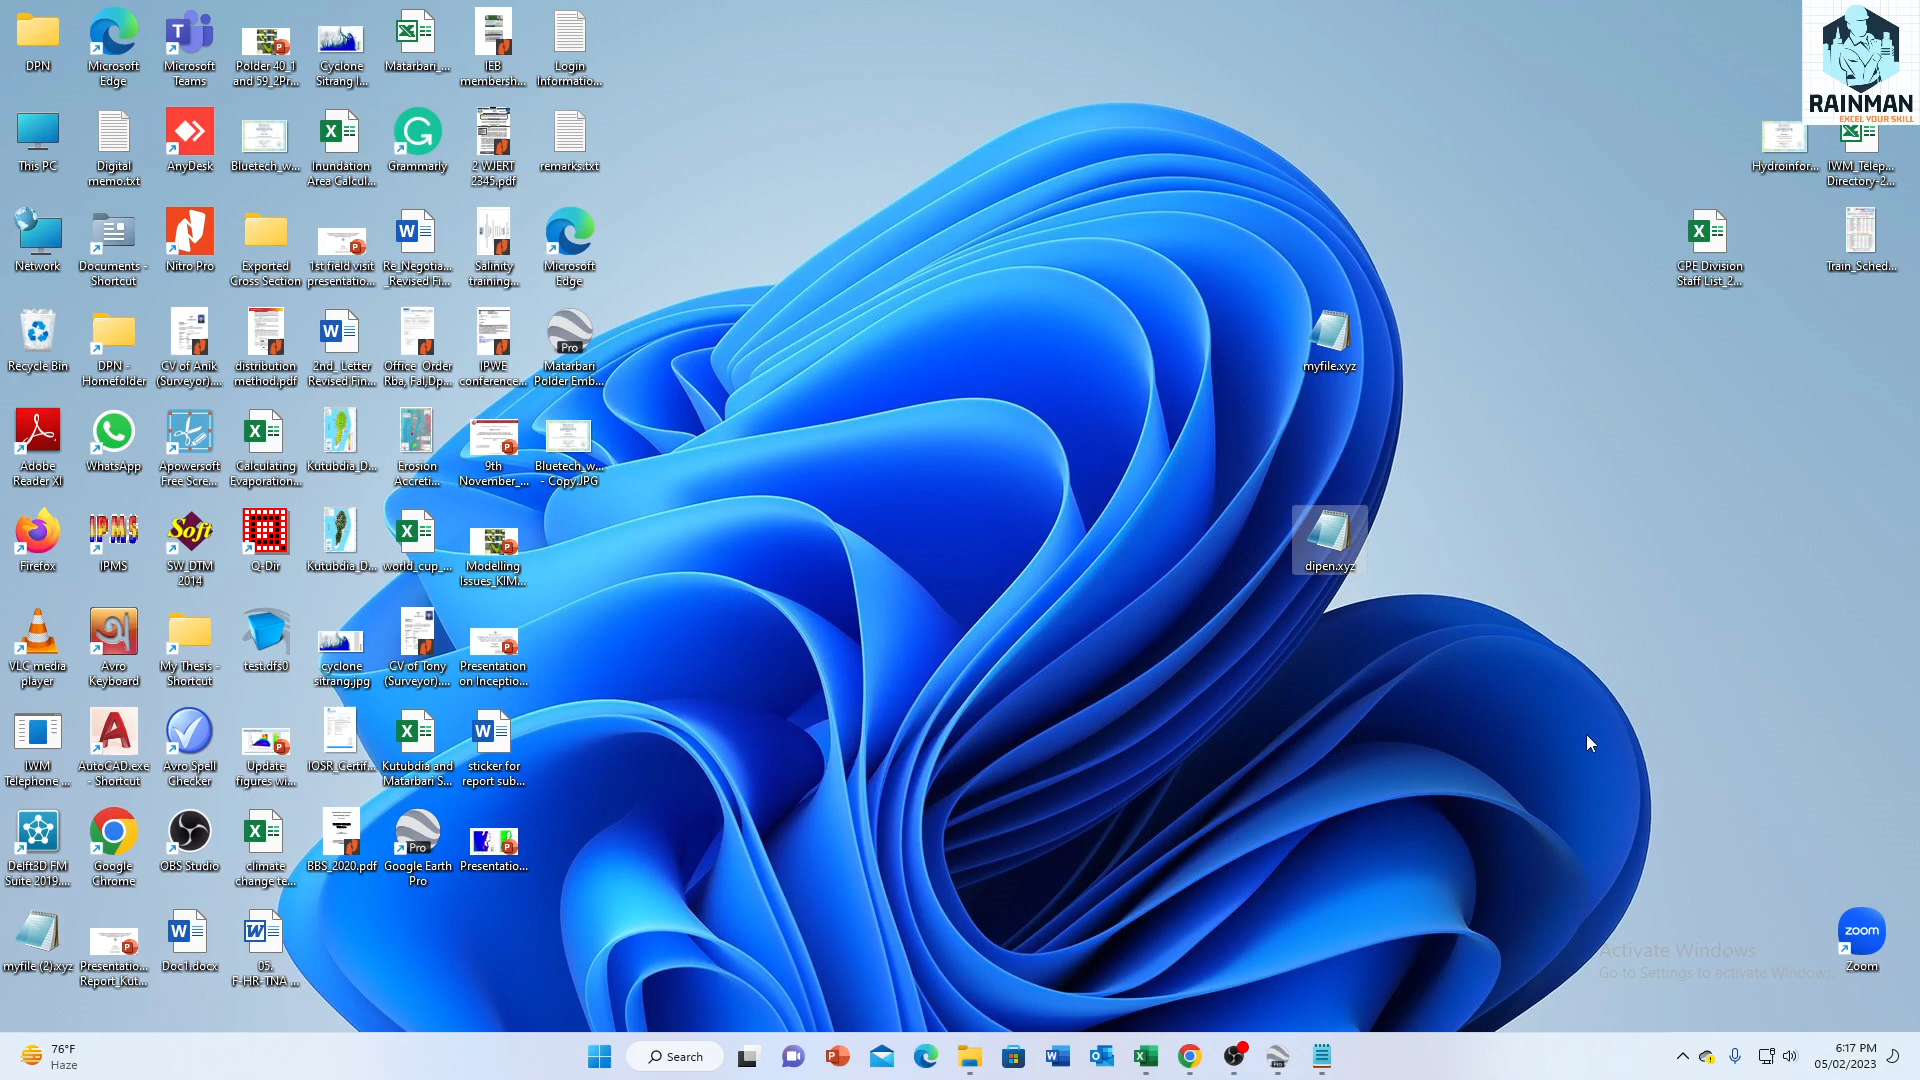 DPN
Microsoft
Edge
Microsoft
Teams
Polder 40_1
and 59_2Pr...
Cyclone
Sitrang I...
Matarbari_...
IEB
membersh...
Login
Informatio...
RAINMAN
EXCEL YOUR SKILL
This PC
Digital
memo.txt
AnyDesk
Bluetech_w...
Inundation
Area Calcul...
Grammarly
2 WJERT
2345.pdf
remarks.txt
Hydroinfor...
IWM_Telep...
Directory-2...
Network
Documents -
Shortcut
Nitro Pro
Exported
Cross Section
1st field visit
presentatio...
Re_Negotia...
_Revised Fi...
Salinity
training...
Microsoft
Edge
CPE Division
Staff List_2...
Train_Sched...
Recycle Bin
DPN -
Homefolder
CV of Anik
(Surveyor)....
distribution
method.pdf
2nd_ Letter
Revised Fin...
Office_Order
Rba, Fal,Dp...
IPWE
conference...
Pro
Matarbari
Polder Emb...
myfile.xyz
Adobe
Reader XI
WhatsApp
Apowersoft
Free Scre...
Calculating
Evaporation...
Kutubdia_D...
Erosion
Accreti...
9th
November_...
Bluetech_w...
- Copy.JPG
Firefox
IPMS
IPMS
Soft
SW_DTM
2014
Q-Dir
Kutubdia_D...
world_cup_...
Modelling
Issues_KIM...
dipen.xyz
VLC media
player
অ
Avro
Keyboard
My Thesis -
Shortcut
test.dfs0
cyclone
sitrang.jpg
CV of Tony
(Surveyor)....
Presentation
on Inceptio...
IWM
Telephone ...
AutoCAD.exe
- Shortcut
Avro Spell
Checker
Update
figures wi...
IOSR_Certif...
Kutubdia and
Matarbari S...
sticker for
report sub...
Delft3D FM
Suite 2019....
Google
Chrome
OBS Studio
climate
change te...
BBS_2020.pdf
Pro
Google Earth
Pro
Presentatio...
myfile (2).xyz
Presentatio...
Report_Kut...
Doc1.docx
05.
F-HR-TNA ...
Activate Windows
Go to Settings to activate Windows.
zoom
Zoom
76°F
Haze
Search
6:17 PM
05/02/2023